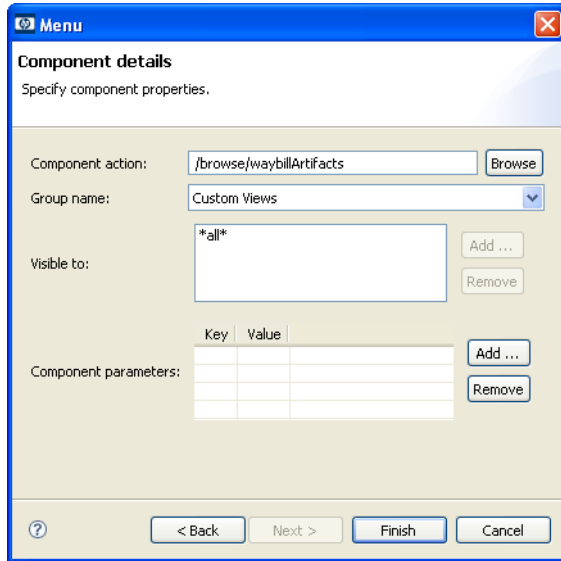 Menu
Component details
Specify component properties.
Component action: /browse/waybillArtifacts Browse
Group name: Custom Views
Visible to: *all* Add ... Remove
Key Value
Component parameters: Add ... Remove
? < Back Next > Finish Cancel